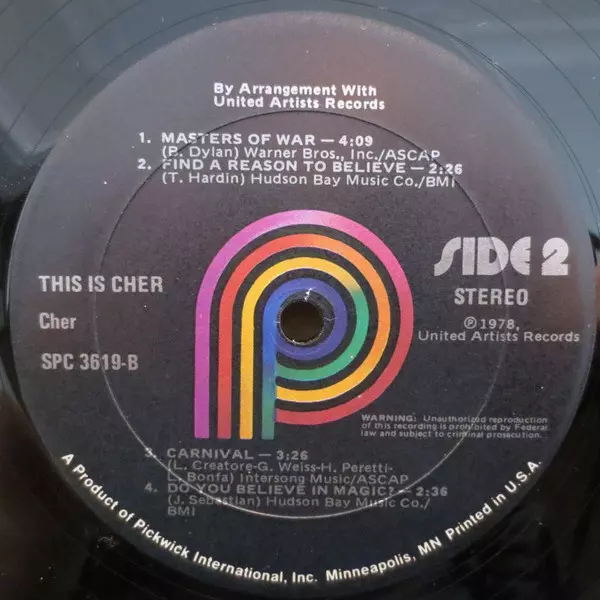 By Arrangement With
United Artists Records
1. MASTERS OF WAR — 4:09
(B. Dylan) Warner Bros., Inc./ASCAP
2. FIND A REASON TO BELIEVE — 2:26
(T. Hardin) Hudson Bay Music Co./BMI
THIS IS CHER
Cher
SPC 3619-B
SIDE 2
STEREO
℗ 1978,
United Artists Records
WARNING: Unauthorized reproduction
of this recording is prohibited by Federal
law and subject to criminal prosecution.
3. CARNIVAL — 3:26
(L. Creatore-G. Weiss-H. Peretti-
L. Bonfa) Intersong Music/ASCAP
4. DO YOU BELIEVE IN MAGIC? — 2:36
(J. Sebastian) Hudson Bay Music Co./
BMI
A Product of Pickwick International, Inc. Minneapolis, MN Printed in U.S.A.